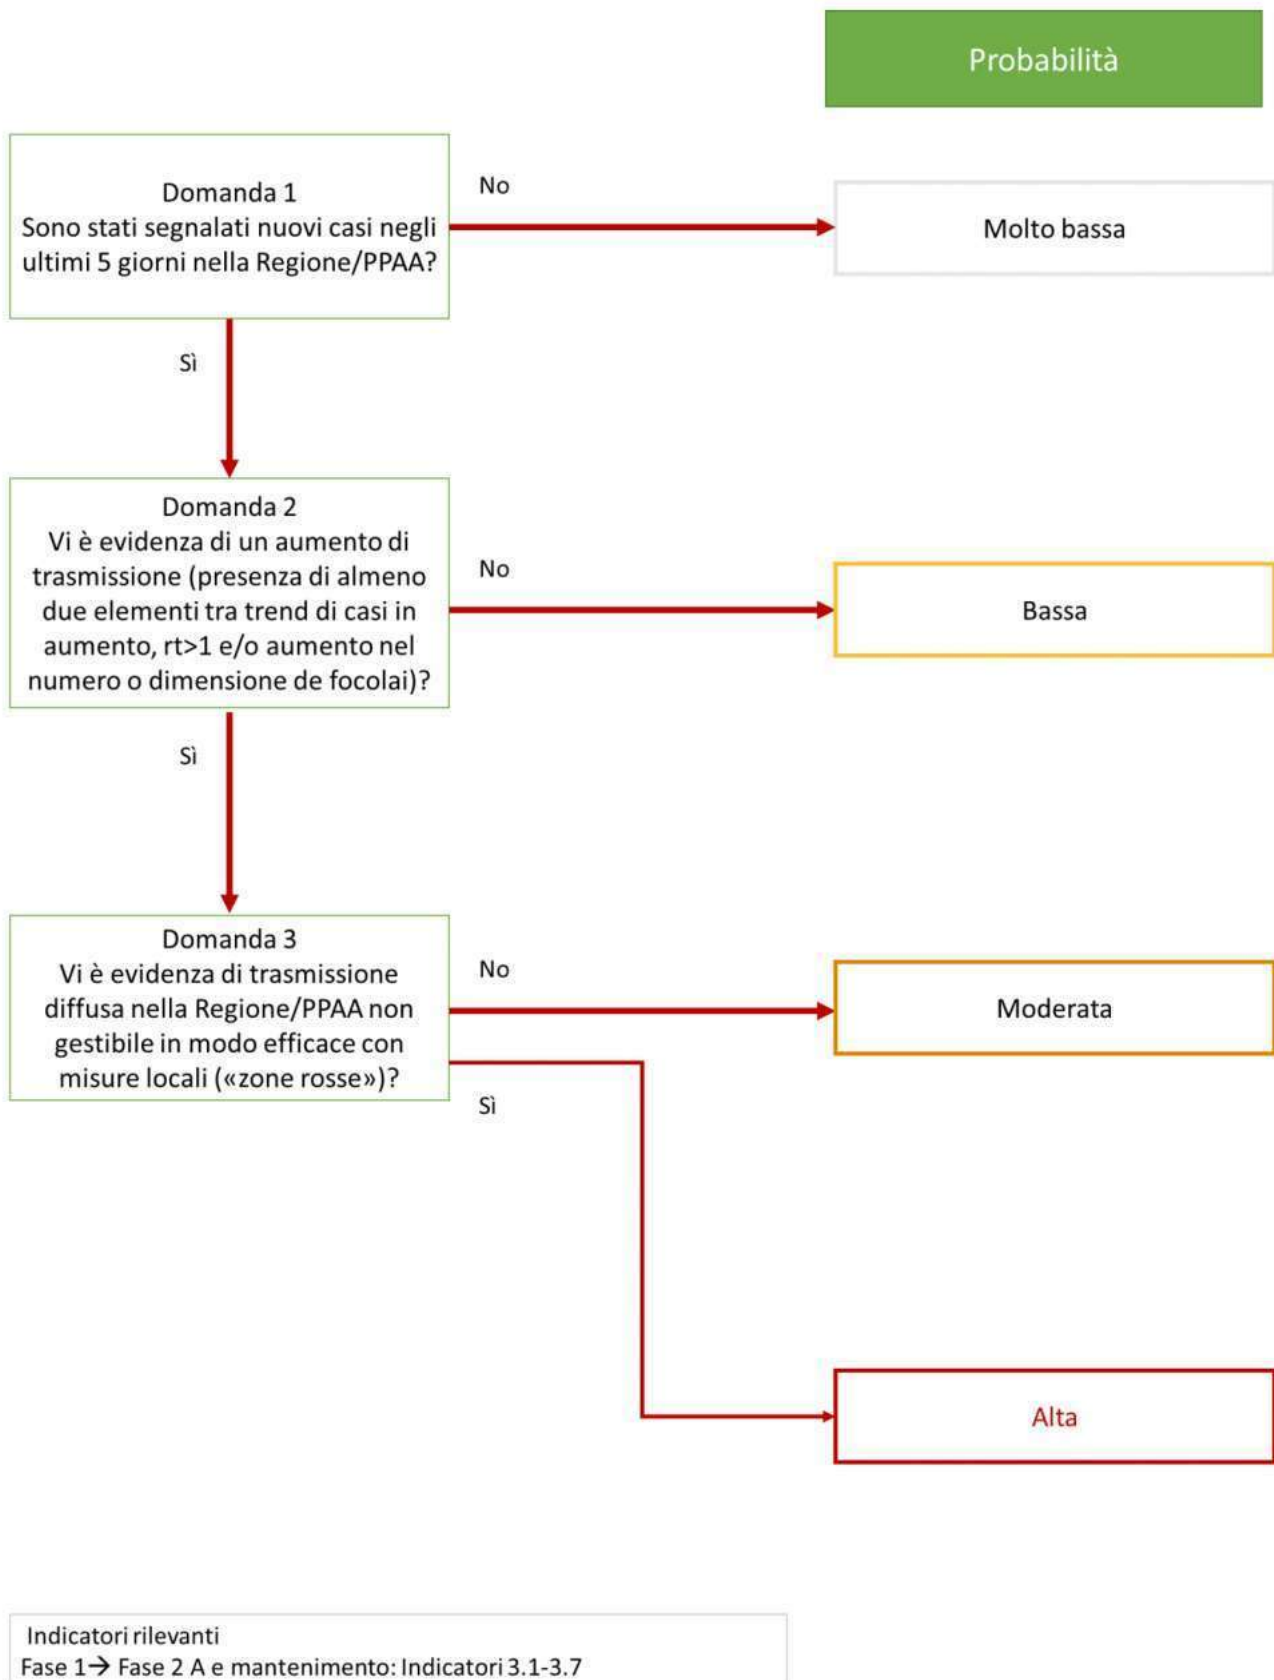 Probabilità
Domanda 1
Sono stati segnalati nuovi casi negli
ultimi 5 giorni nella Regione/PPAA?
No
Molto bassa
Sì
Domanda 2
Vi è evidenza di un aumento di
trasmissione (presenza di almeno
due elementi tra trend di casi in
aumento, rt>1 e/o aumento nel
numero o dimensione de focolai)?
No
Bassa
Sì
Domanda 3
Vi è evidenza di trasmissione
diffusa nella Regione/PPAA non
gestibile in modo efficace con
misure locali («zone rosse»)?
No
Moderata
Sì
Alta
Indicatori rilevanti
Fase 1→ Fase 2 A e mantenimento: Indicatori 3.1-3.7